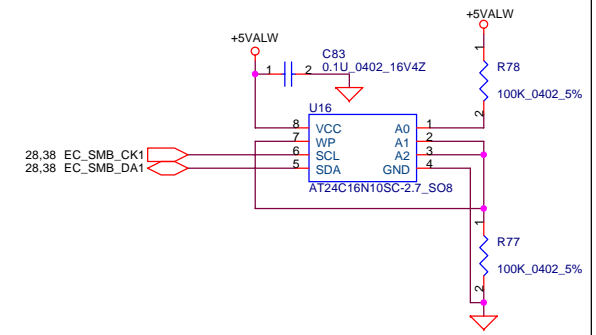 +5VALW
+5VALW
C83
0.1U_0402_16V4Z
1 2
1
R78
100K_0402_5%
2
U16
8 VCC A0 1
7 WP A1 2
6 SCL A2 3
5 SDA GND 4
AT24C16N10SC-2.7_SO8
28,38 EC_SMB_CK1
28,38 EC_SMB_DA1
1
R77
100K_0402_5%
2